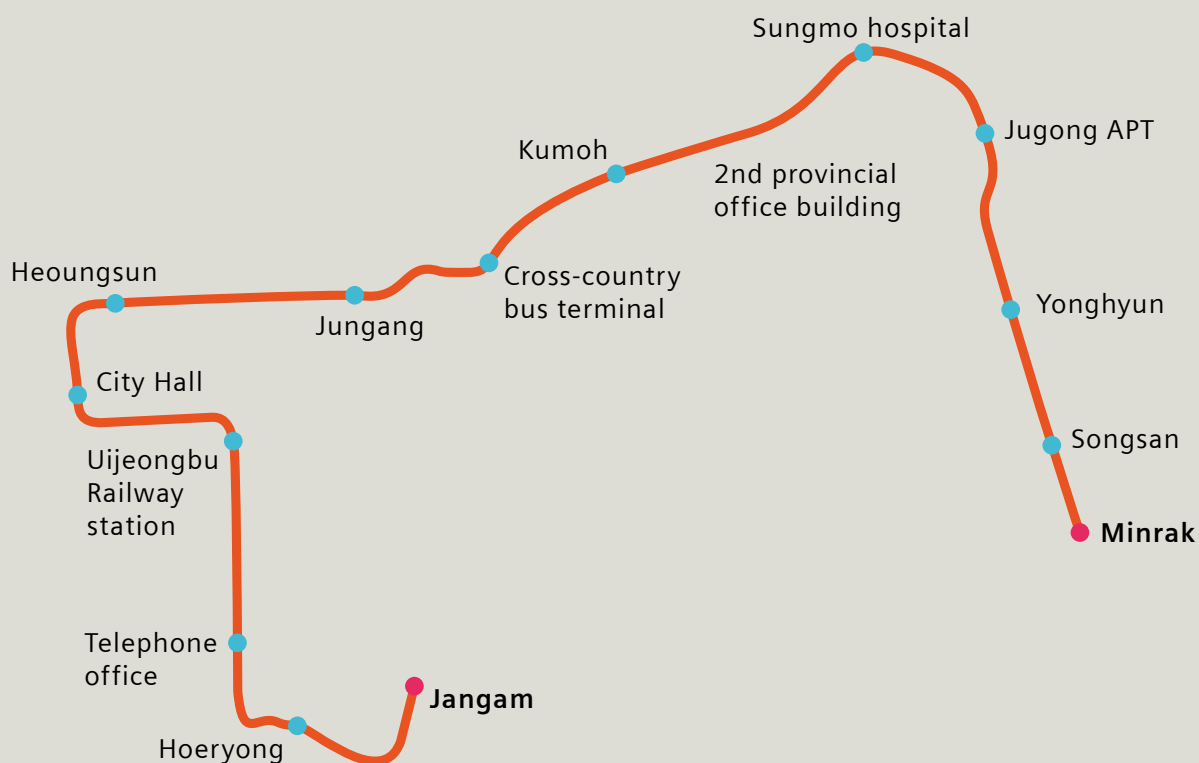 Sungmo hospital
Jugong APT
Kumoh
2nd provincial
office building
Heoungsun
Cross-country
bus terminal
Yonghyun
Jungang
City Hall
Songsan
Uijeongbu
Railway
station
Minrak
Telephone
office
Jangam
Hoeryong